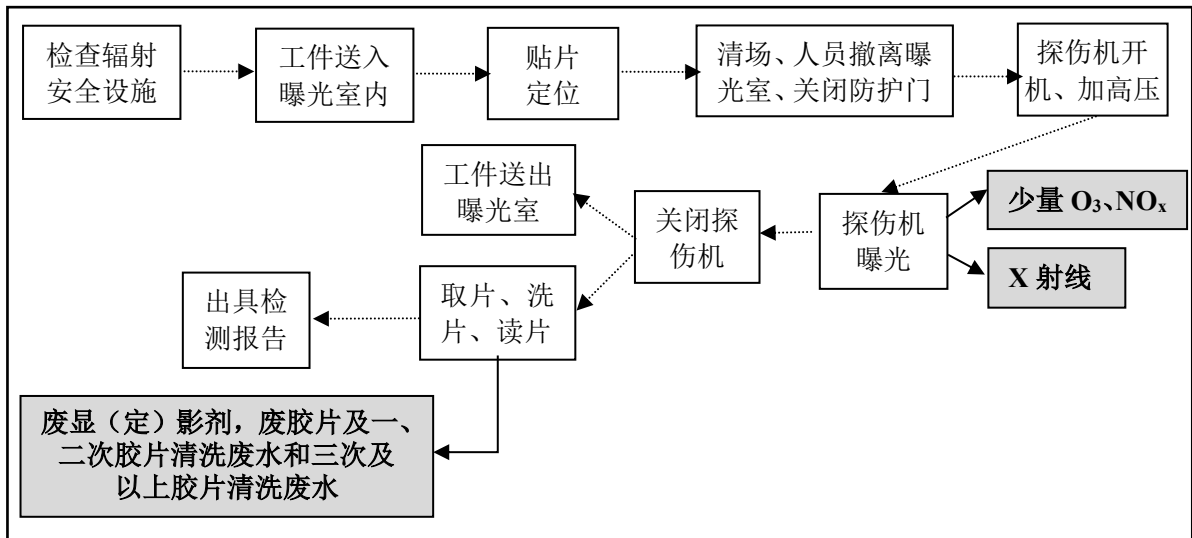 检查辐射
安全设施
工件送入
曝光室内
贴片
定位
清场、人员撤离曝
光室、关闭防护门
探伤机开
机、加高压
工件送出
曝光室
关闭探
伤机
探伤机
曝光
少量 O₃、NOₓ
X 射线
取片、洗
片、读片
出具检
测报告
废显（定）影剂，废胶片及一、
二次胶片清洗废水和三次及
以上胶片清洗废水